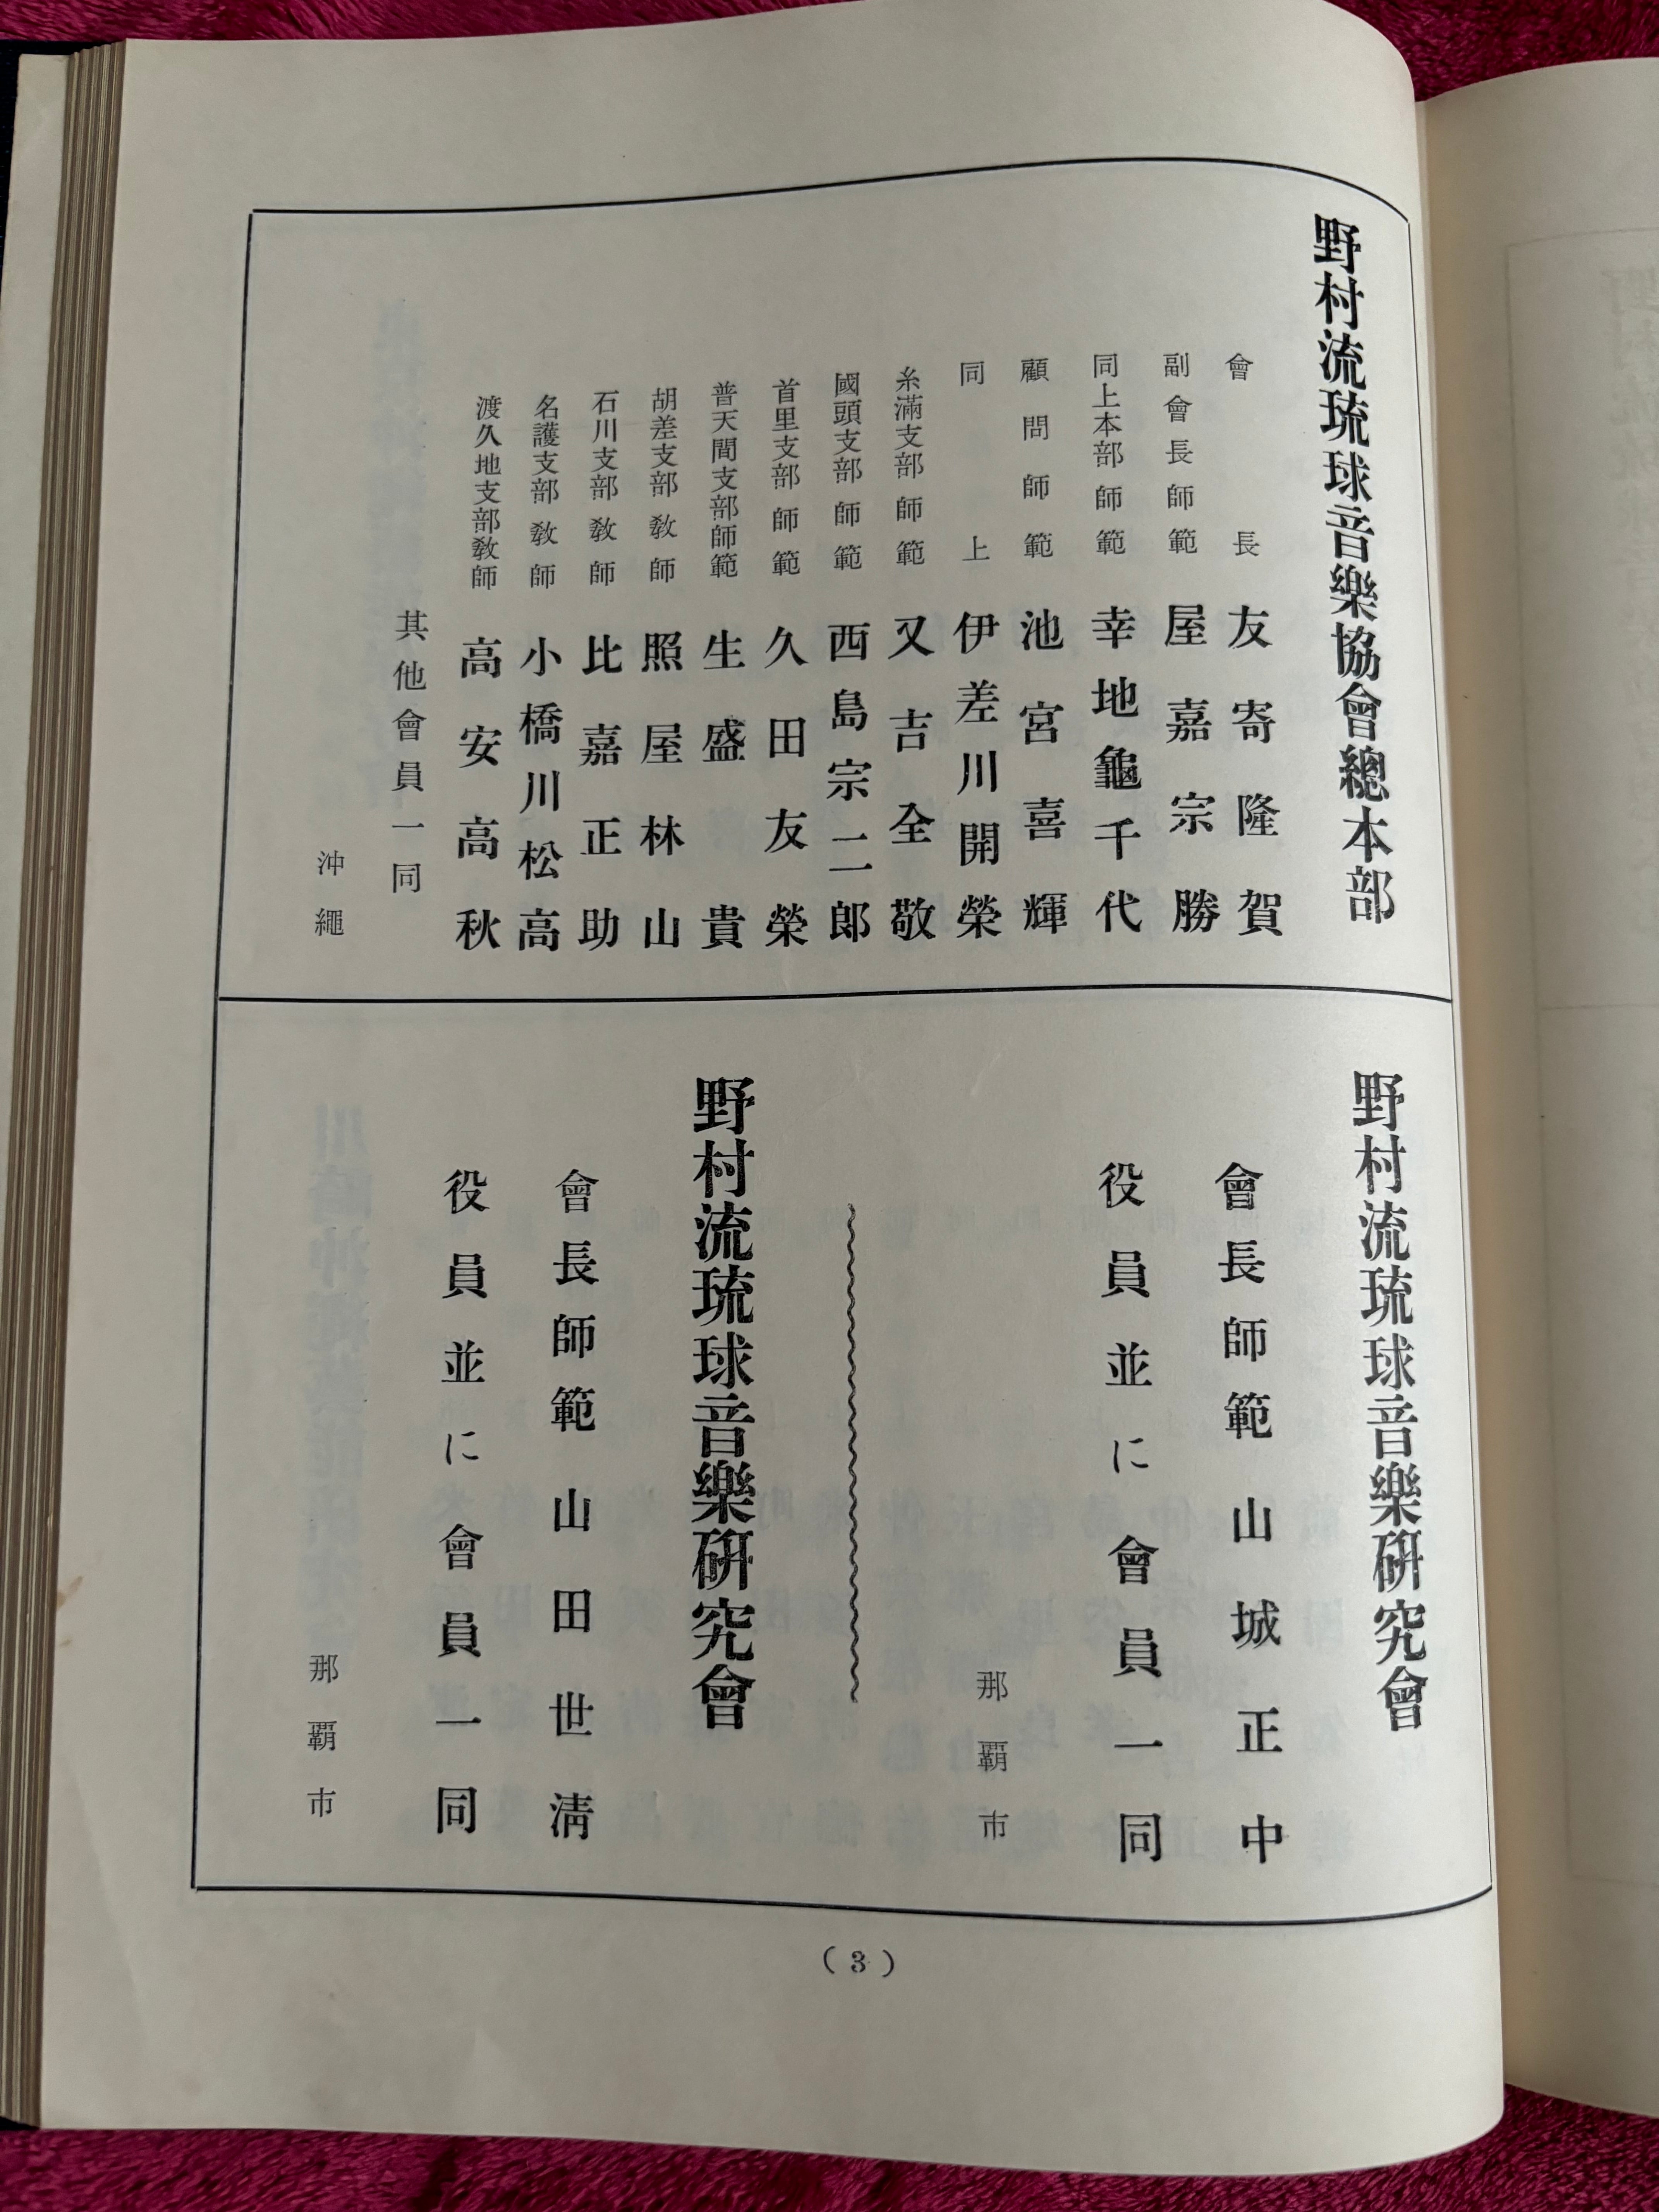 野村流琉球音樂協會總本部
會長 友寄隆賀
副會長師範 屋嘉宗勝
同上本部師範 幸地龜千代
顧問師範 池宮喜輝
同上 伊差川開榮
糸滿支部師範 又吉全敬
國頭支部師範 西島宗二郎
首里支部師範 久田友榮
普天間支部師範 生盛貴
胡差支部教師 照屋林山
石川支部教師 比嘉正助
名護支部教師 小橋川松高
渡久地支部教師 高安高秋
其他會員一同
沖繩
野村流琉球音樂硏究會
會長師範 山城正中
役員並に會員一同
那覇市
野村流琉球音樂硏究會
會長師範 山田世淸
役員並に會員一同
那覇市
(3)